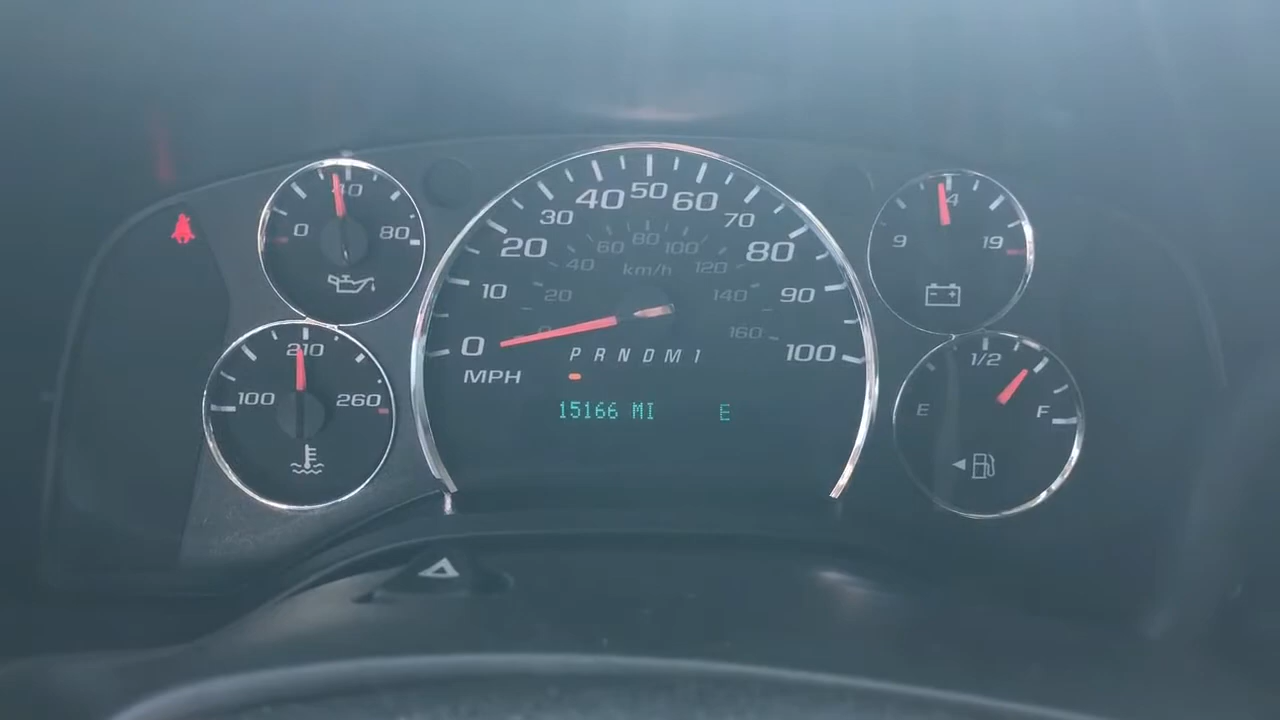 0 40 80
210
100 260
0 10 20 30 40 50 60 70 80 90 100
MPH
0 20 40 60 80 100 120 140 160
km/h
P R N D M 1
15166 MI E
9 19
1/2
E F